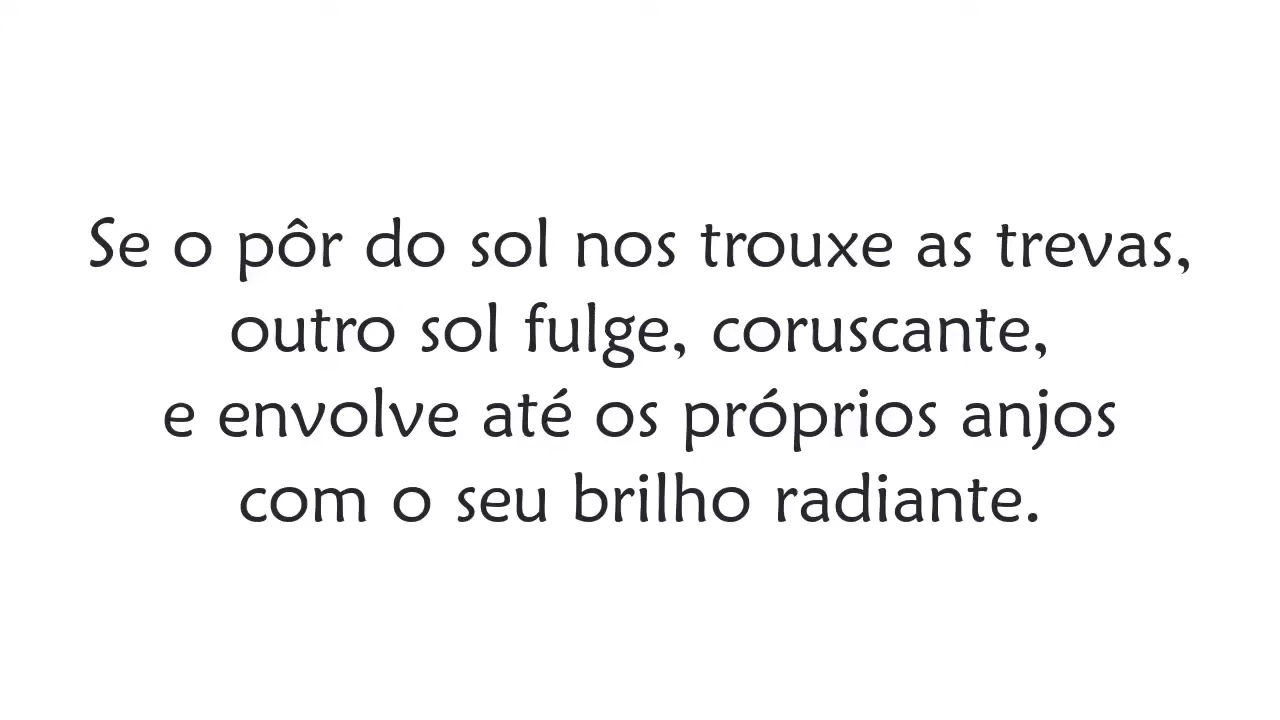 Se o pôr do sol nos trouxe as trevas,
outro sol fulge, coruscante,
e envolve até os próprios anjos
com o seu brilho radiante.